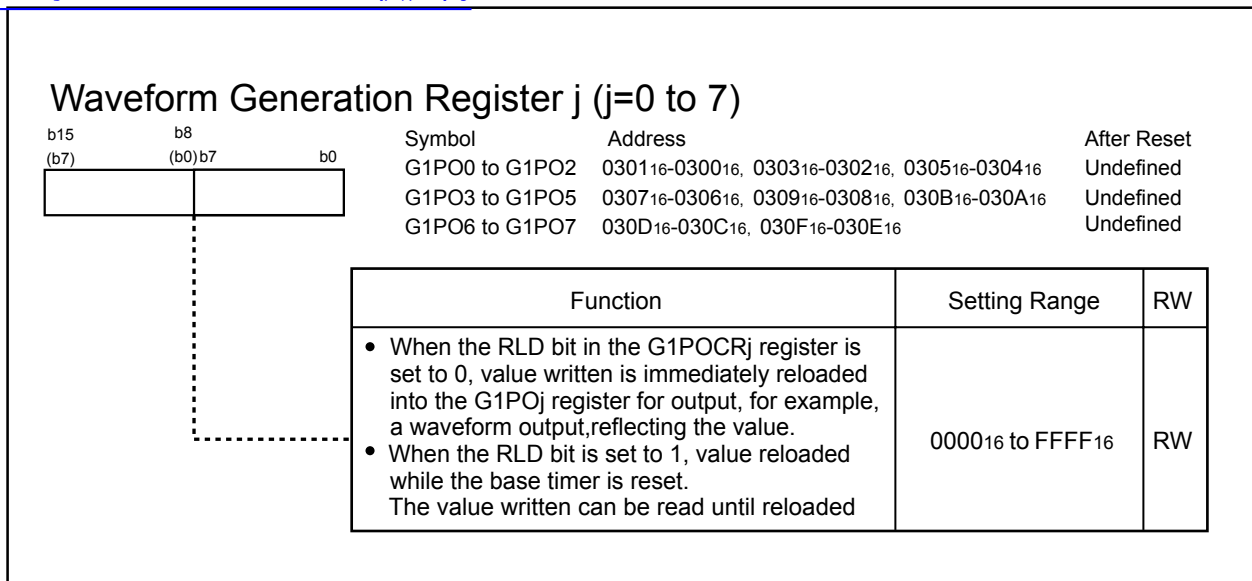 Waveform Generation Register j (j=0 to 7)
b15 b8
(b7) (b0) b7 b0
Symbol Address After Reset
G1PO0 to G1PO2 030116-030016, 030316-030216, 030516-030416 Undefined
G1PO3 to G1PO5 030716-030616, 030916-030816, 030B16-030A16 Undefined
G1PO6 to G1PO7 030D16-030C16, 030F16-030E16 Undefined
Function Setting Range RW
• When the RLD bit in the G1POCRj register is
set to 0, value written is immediately reloaded
into the G1POj register for output, for example,
a waveform output,reflecting the value.
• When the RLD bit is set to 1, value reloaded
while the base timer is reset.
The value written can be read until reloaded
000016 to FFFF16 RW